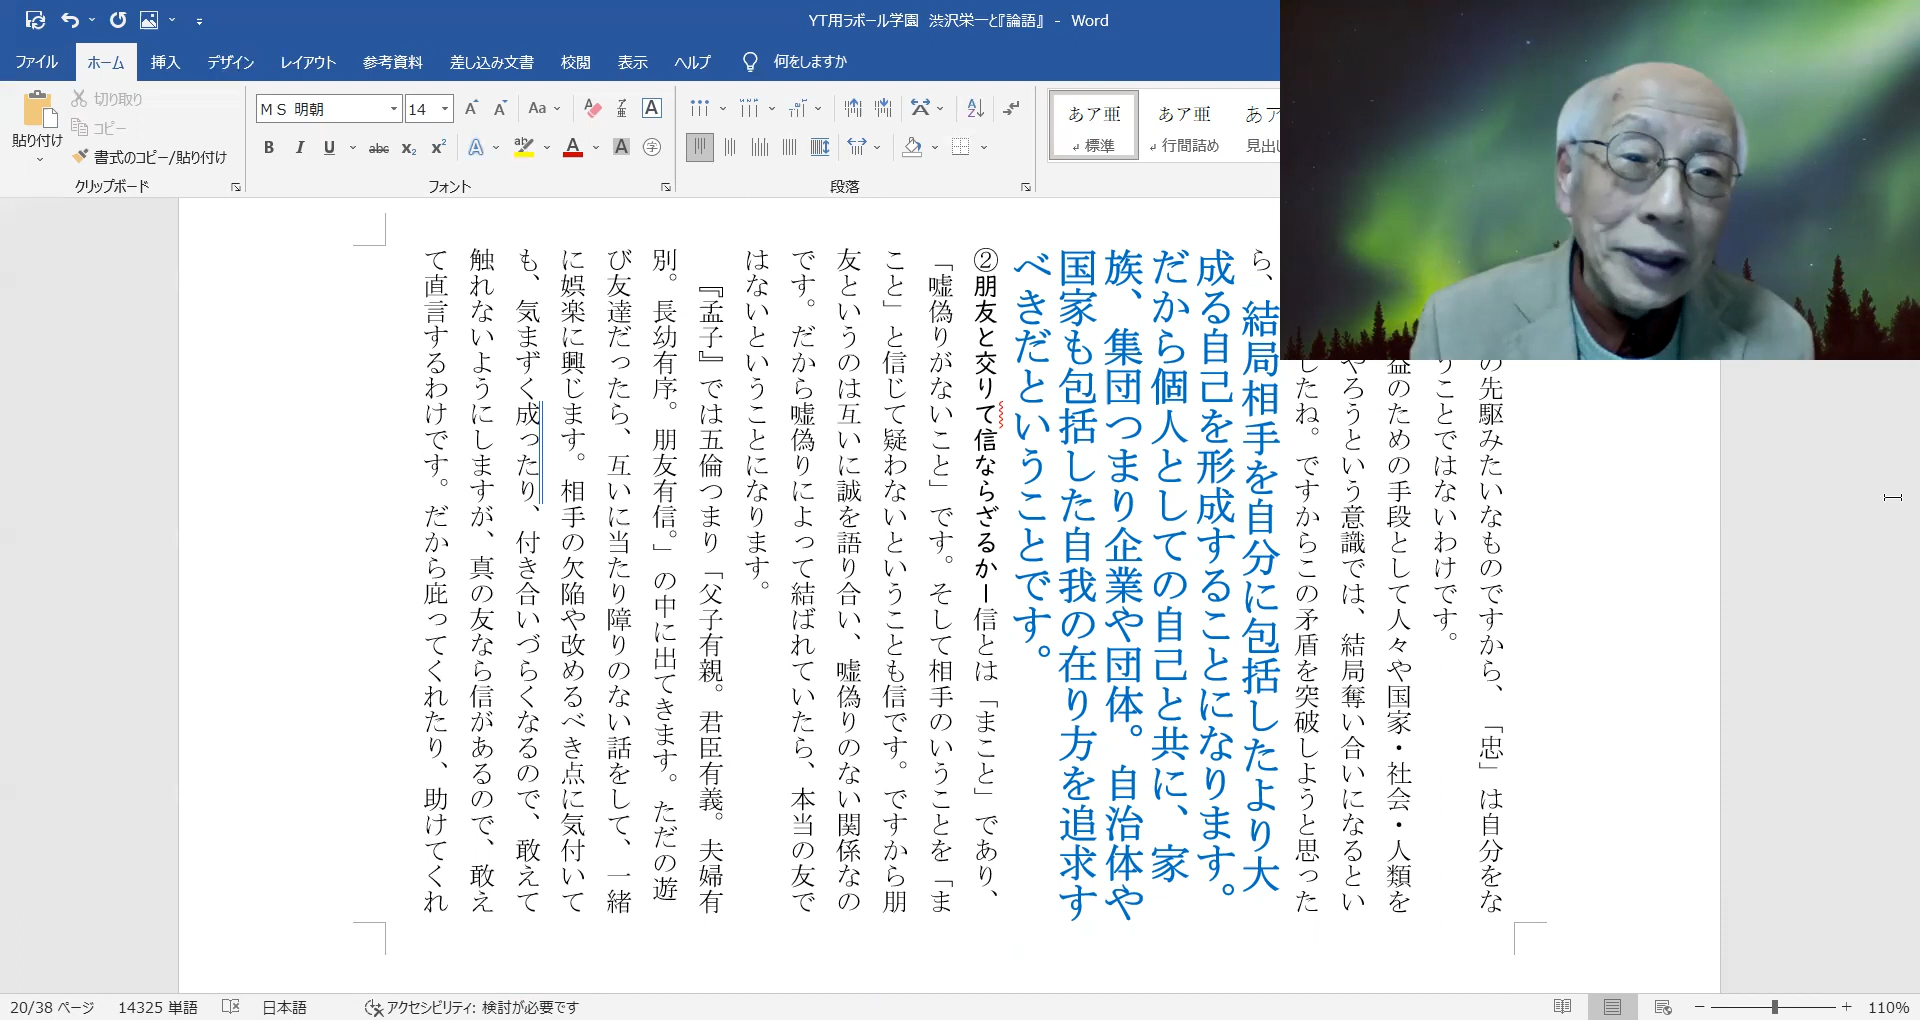 YT用ラボール学園 渋沢栄一と『論語』 - Word
ファイル ホーム 挿入 デザイン レイアウト 参考資料 差し込み文書 校閲 表示 ヘルプ 何をしますか
切り取り
コピー
書式のコピー/貼り付け
貼り付け
クリップボード
MS 明朝 14
フォント
段落
あア亜 標準
あア亜 行間詰め
あア 見出し
の先駆みたいなものですから、「忠」は自分をな
うことではないわけです。
益のための手段として人々や国家・社会・人類を
やろうという意識では、結局奪い合いになるとい
したね。ですからこの矛盾を突破しようと思った
ら、結局相手を自分に包括したより大
成る自己を形成することになります。
だから個人としての自己と共に、家
族、集団つまり企業や団体。自治体や
国家も包括した自我の在り方を追求す
べきだということです。
②朋友と交りて信ならざるかー信とは「まこと」であり、
「嘘偽りがないこと」です。そして相手のいうことを「ま
こと」と信じて疑わないということも信です。ですから朋
友というのは互いに誠を語り合い、嘘偽りのない関係なの
です。だから嘘偽りによって結ばれていたら、本当の友で
はないということになります。
『孟子』では五倫つまり「父子有親。君臣有義。夫婦有
別。長幼有序。朋友有信。」の中に出てきます。ただの遊
び友達だったら、互いに当たり障りのない話をして、一緒
に娯楽に興じます。相手の欠陥や改めるべき点に気付いて
も、気まずく成ったり、付き合いづらくなるので、敢えて
触れないようにしますが、真の友なら信があるので、敢え
て直言するわけです。だから庇ってくれたり、助けてくれ
20/38 ページ 14325 単語 日本語 アクセシビリティ: 検討が必要です 110%